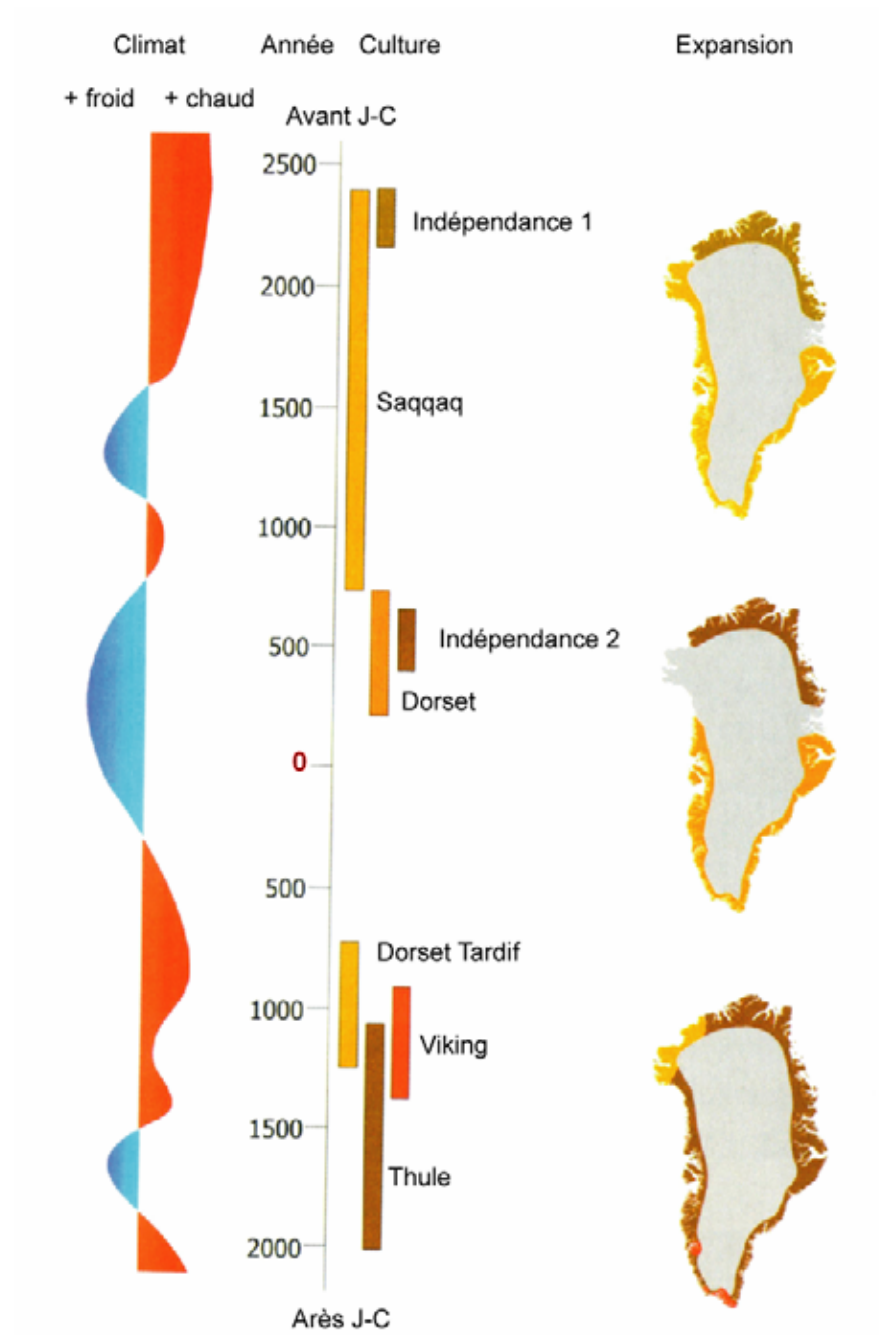 Climat Année Culture Expansion
+ froid + chaud
Avant J-C
2500
Indépendance 1
2000
1500
Saqqaq
1000
500
Indépendance 2
Dorset
0
500
Dorset Tardif
1000
Viking
1500
Thule
2000
Arès J-C